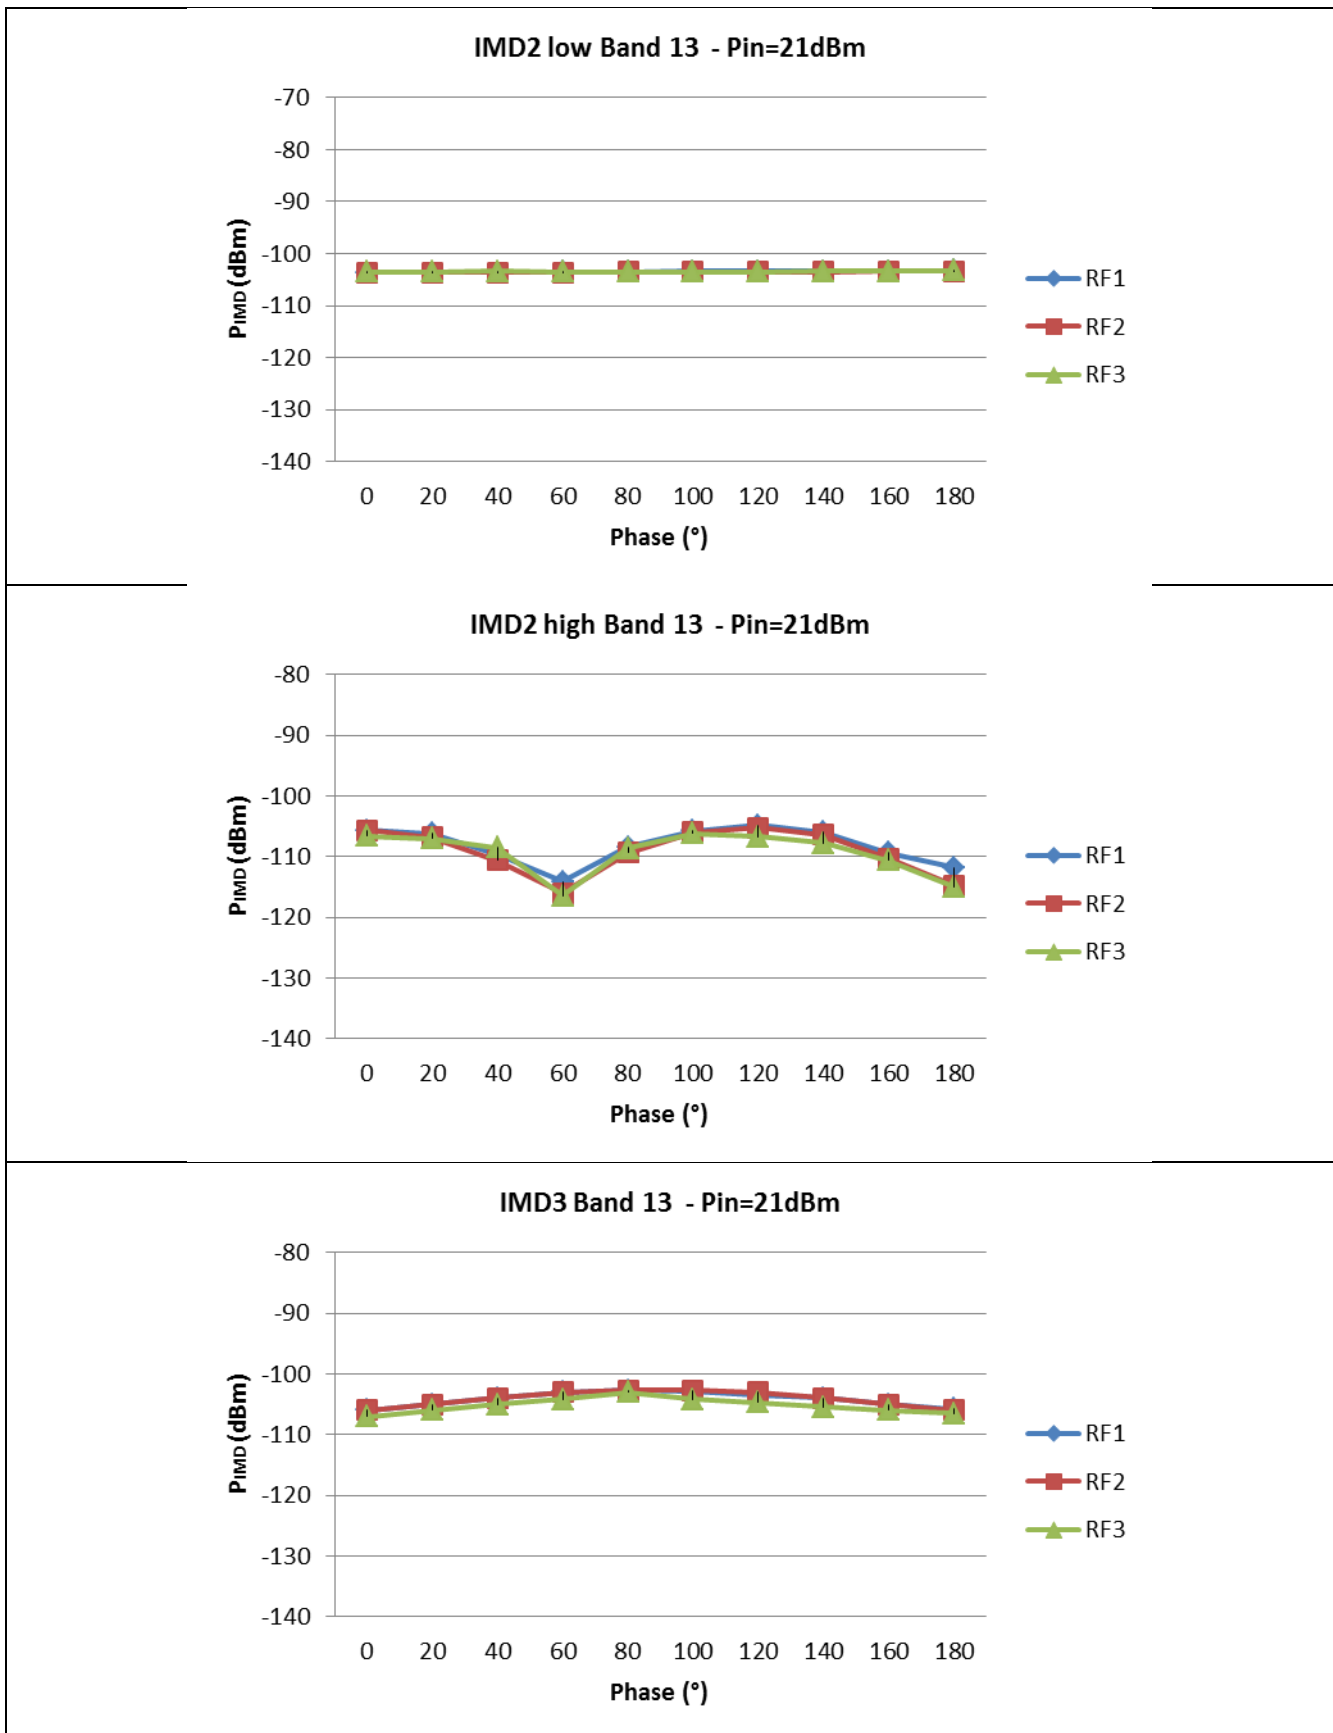 IMD2 low Band 13 - Pin=21dBm
-70
-80
-90
-100
-110
-120
-130
-140
PIMD (dBm)
0 20 40 60 80 100 120 140 160 180
Phase (°)
RF1
RF2
RF3
IMD2 high Band 13 - Pin=21dBm
-80
-90
-100
-110
-120
-130
-140
PIMD (dBm)
0 20 40 60 80 100 120 140 160 180
Phase (°)
RF1
RF2
RF3
IMD3 Band 13 - Pin=21dBm
-80
-90
-100
-110
-120
-130
-140
PIMD (dBm)
0 20 40 60 80 100 120 140 160 180
Phase (°)
RF1
RF2
RF3